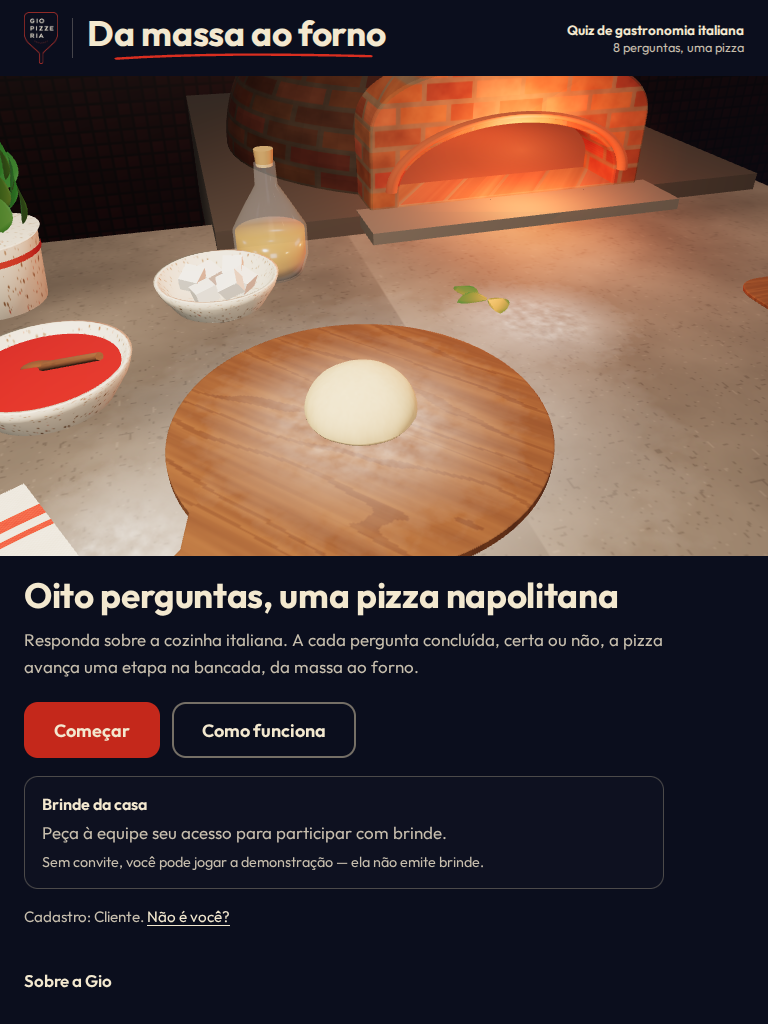 GIO
PIZZE
RIA
Da massa ao forno
Quiz de gastronomia italiana
8 perguntas, uma pizza
Oito perguntas, uma pizza napolitana
Responda sobre a cozinha italiana. A cada pergunta concluída, certa ou não, a pizza
avança uma etapa na bancada, da massa ao forno.
Começar
Como funciona
Brinde da casa
Peça à equipe seu acesso para participar com brinde.
Sem convite, você pode jogar a demonstração — ela não emite brinde.
Cadastro: Cliente. Não é você?
Sobre a Gio